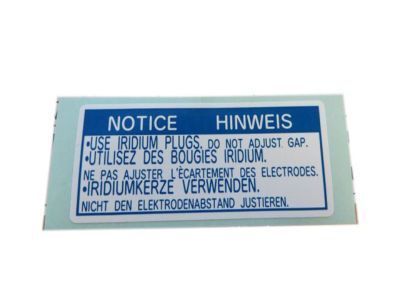 NOTICE HINWEIS
•USE IRIDIUM PLUGS. DO NOT ADJUST GAP.
•UTILISEZ DES BOUGIES IRIDIUM.
NE PAS AJUSTER L'ÉCARTEMENT DES ELECTRODES.
•IRIDIUMKERZE VERWENDEN.
NICHT DEN ELEKTRODENABSTAND JUSTIEREN.